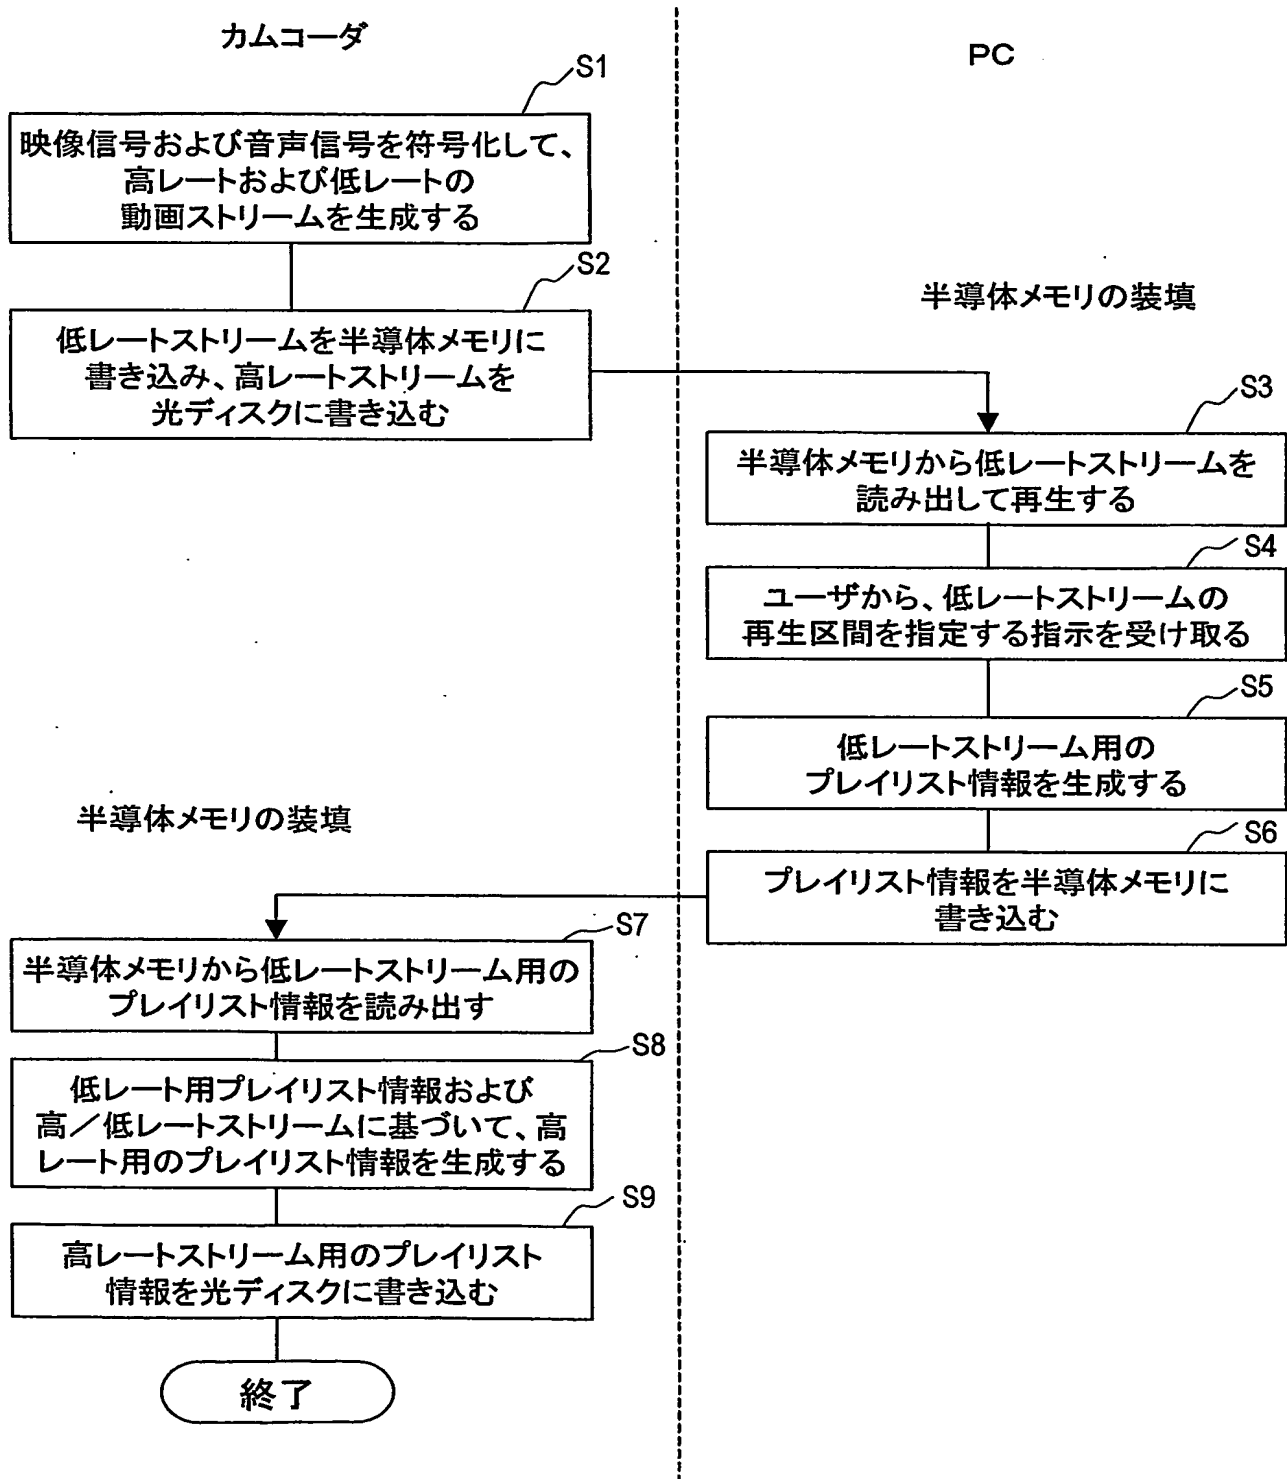 カムコーダ
PC
S1
映像信号および音声信号を符号化して、
高レートおよび低レートの
動画ストリームを生成する
S2
低レートストリームを半導体メモリに
書き込み、高レートストリームを
光ディスクに書き込む
半導体メモリの装填
S3
半導体メモリから低レートストリームを
読み出して再生する
S4
ユーザから、低レートストリームの
再生区間を指定する指示を受け取る
S5
低レートストリーム用の
プレイリスト情報を生成する
S6
プレイリスト情報を半導体メモリに
書き込む
半導体メモリの装填
S7
半導体メモリから低レートストリーム用の
プレイリスト情報を読み出す
S8
低レート用プレイリスト情報および
高／低レートストリームに基づいて、高
レート用のプレイリスト情報を生成する
S9
高レートストリーム用のプレイリスト
情報を光ディスクに書き込む
終了